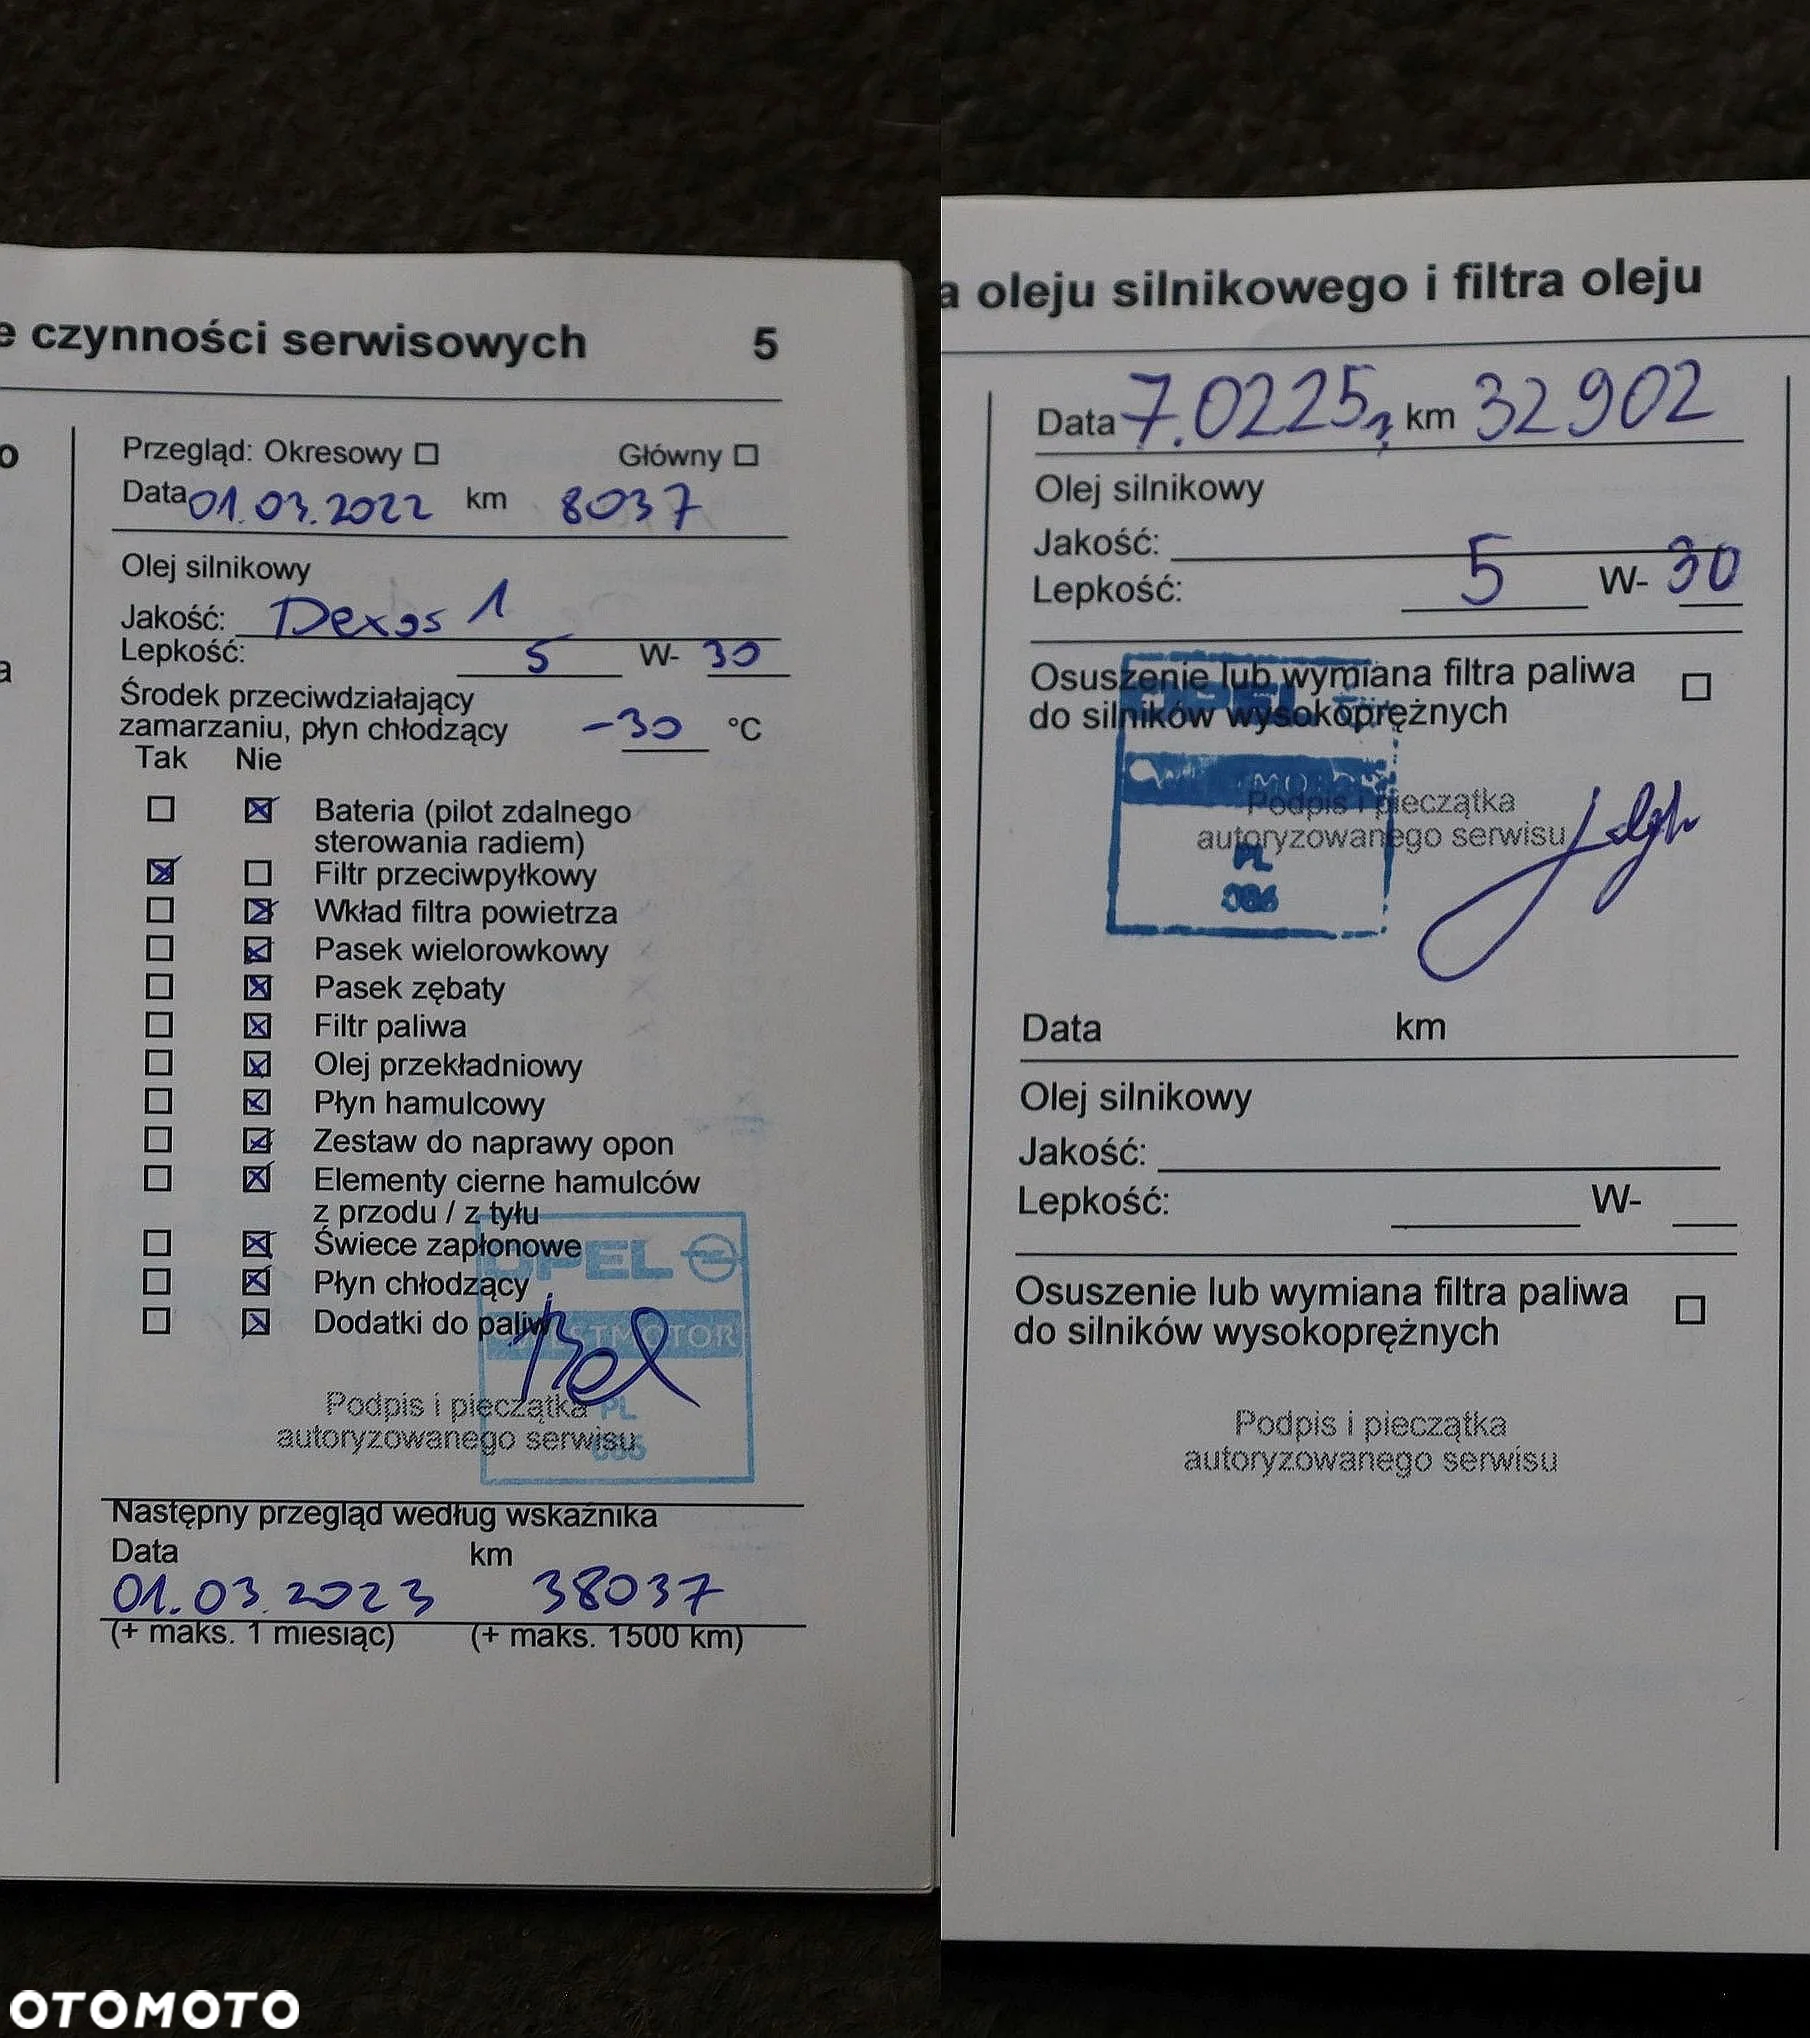 e czynności serwisowych 5
o
a
Przegląd: Okresowy Główny
Data 01.03.2022 km 8037
Olej silnikowy
Jakość: Dexos 1
Lepkość: 5 W- 30
Środek przeciwdziałający
zamarzaniu, płyn chłodzący -30 °C
Tak Nie
Bateria (pilot zdalnego
sterowania radiem)
Filtr przeciwpyłkowy
Wkład filtra powietrza
Pasek wielorowkowy
Pasek zębaty
Filtr paliwa
Olej przekładniowy
Płyn hamulcowy
Zestaw do naprawy opon
Elementy cierne hamulców
z przodu / z tyłu
Świece zapłonowe
OPEL
Płyn chłodzący
Dodatki do paliw
Podpis i pieczątka
PL
autoryzowanego serwisu
Następny przegląd według wskaźnika
Data km
01.03.2023 38037
(+ maks. 1 miesiąc) (+ maks. 1500 km)
a oleju silnikowego i filtra oleju
Data 7.0225r km 32902
Olej silnikowy
Jakość:
Lepkość: 5 W- 30
Osuszenie lub wymiana filtra paliwa
do silników wysokoprężnych
OPEL
Podpis i pieczątka
autoryzowanego serwisu
PL
086
Data km
Olej silnikowy
Jakość:
Lepkość: W-
Osuszenie lub wymiana filtra paliwa
do silników wysokoprężnych
Podpis i pieczątka
autoryzowanego serwisu
OTOMOTO